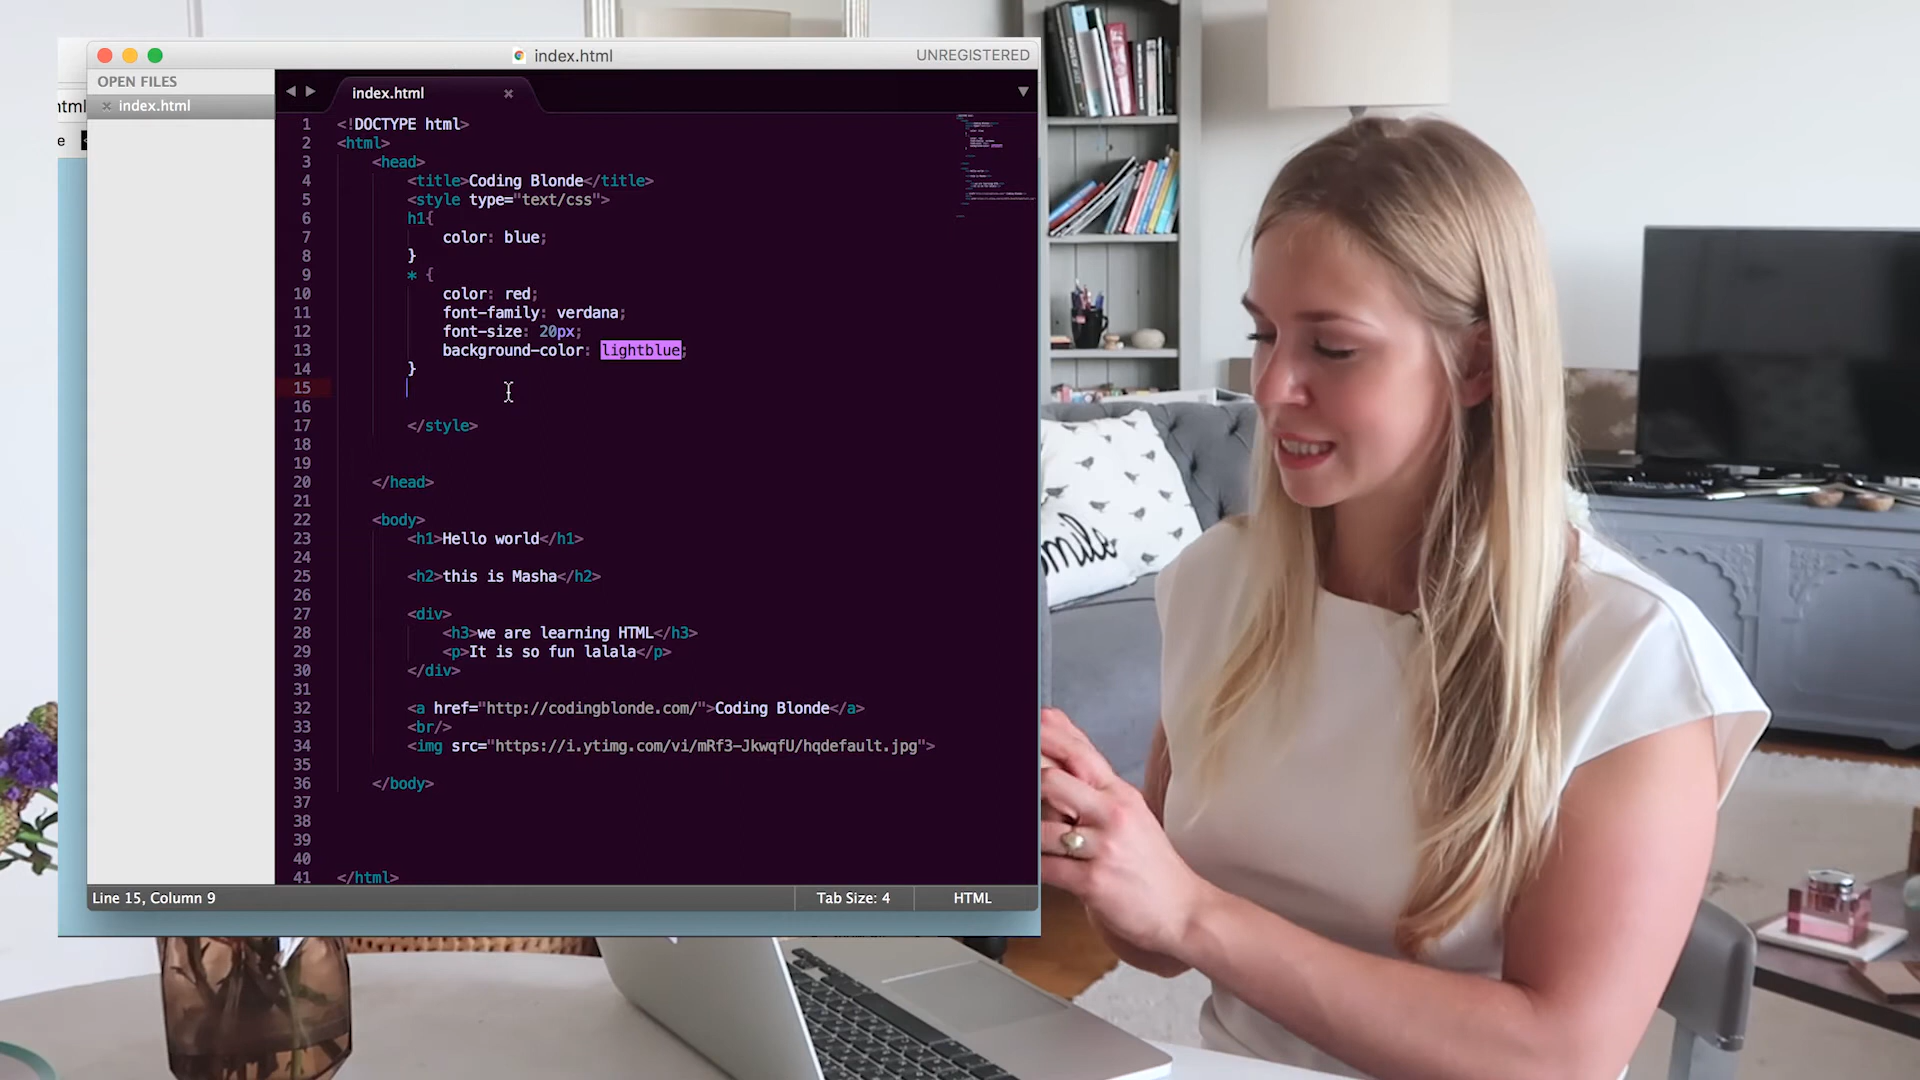 index.html
UNREGISTERED
OPEN FILES
index.html
html
e
index.html
1 <!DOCTYPE html>
2 <html>
3 <head>
4 <title>Coding Blonde</title>
5 <style type="text/css">
6 h1{
7 color: blue;
8 }
9 * {
10 color: red;
11 font-family: verdana;
12 font-size: 20px;
13 background-color: lightblue;
14 }
15
16
17 </style>
18
19
20 </head>
21
22 <body>
23 <h1>Hello world</h1>
24
25 <h2>this is Masha</h2>
26
27 <div>
28 <h3>we are learning HTML</h3>
29 <p>It is so fun lalala</p>
30 </div>
31
32 <a href="http://codingblonde.com/">Coding Blonde</a>
33 <br/>
34 <img src="https://i.ytimg.com/vi/mRf3-JkwqfU/hqdefault.jpg">
35
36 </body>
37
38
39
40
41 </html>
Line 15, Column 9
Tab Size: 4
HTML